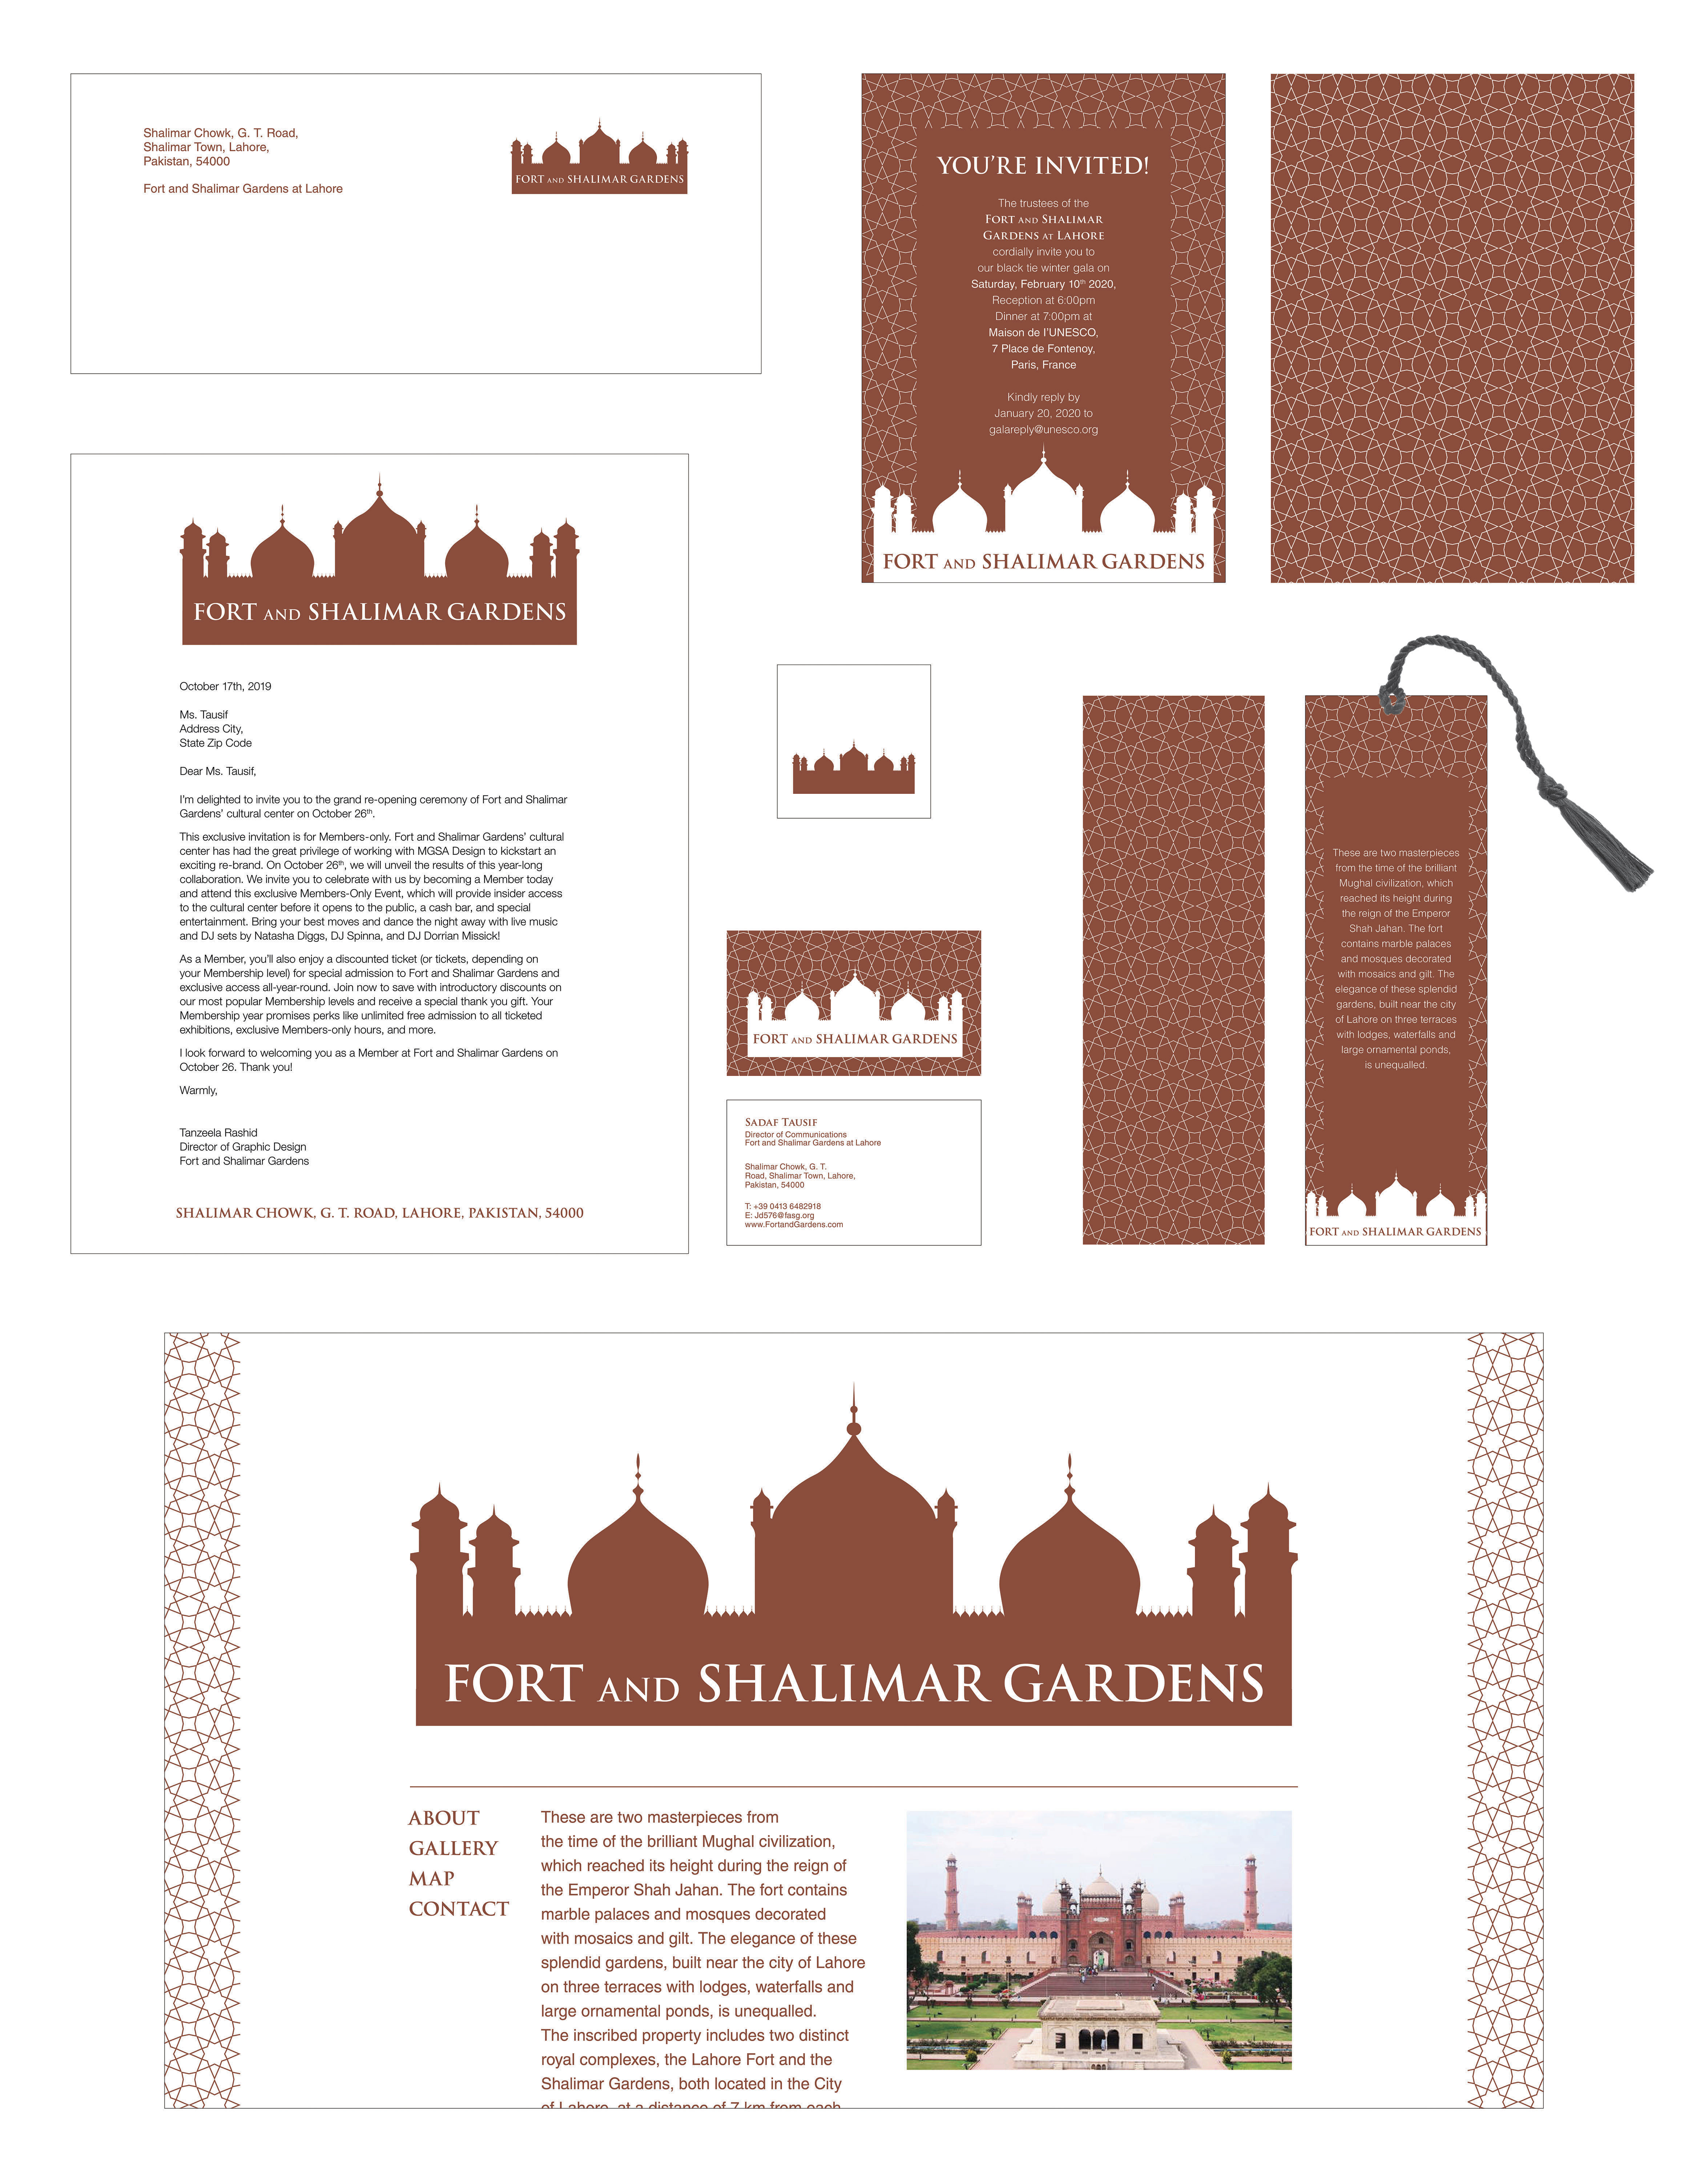 Shalimar Chowk, G. T. Road,
Shalimar Town, Lahore,
Pakistan, 54000
Fort and Shalimar Gardens at Lahore
FORT AND SHALIMAR GARDENS
YOU'RE INVITED!
The trustees of the
FORT AND SHALIMAR
GARDENS AT LAHORE
cordially invite you to
our black tie winter gala on
Saturday, February 10th 2020,
Reception at 6:00pm
Dinner at 7:00pm at
Maison de l'UNESCO,
7 Place de Fontenoy,
Paris, France
Kindly reply by
January 20, 2020 to
galareply@unesco.org
FORT AND SHALIMAR GARDENS
FORT AND SHALIMAR GARDENS
October 17th, 2019
Ms. Tausif
Address City,
State Zip Code
Dear Ms. Tausif,
I'm delighted to invite you to the grand re-opening ceremony of Fort and Shalimar
Gardens' cultural center on October 26th.
This exclusive invitation is for Members-only. Fort and Shalimar Gardens' cultural
center has had the great privilege of working with MGSA Design to kickstart an
exciting re-brand. On October 26th, we will unveil the results of this year-long
collaboration. We invite you to celebrate with us by becoming a Member today
and attend this exclusive Members-Only Event, which will provide insider access
to the cultural center before it opens to the public, a cash bar, and special
entertainment. Bring your best moves and dance the night away with live music
and DJ sets by Natasha Diggs, DJ Spinna, and DJ Dorrian Missick!
As a Member, you'll also enjoy a discounted ticket (or tickets, depending on
your Membership level) for special admission to Fort and Shalimar Gardens and
exclusive access all-year-round. Join now to save with introductory discounts on
our most popular Membership levels and receive a special thank you gift. Your
Membership year promises perks like unlimited free admission to all ticketed
exhibitions, exclusive Members-only hours, and more.
I look forward to welcoming you as a Member at Fort and Shalimar Gardens on
October 26. Thank you!
Warmly,
Tanzeela Rashid
Director of Graphic Design
Fort and Shalimar Gardens
SHALIMAR CHOWK, G. T. ROAD, LAHORE, PAKISTAN, 54000
FORT AND SHALIMAR GARDENS
SADAF TAUSIF
Director of Communications
Fort and Shalimar Gardens at Lahore
Shalimar Chowk, G. T.
Road, Shalimar Town, Lahore,
Pakistan, 54000
T: +39 0413 6482918
E: Jd576@fasg.org
www.FortandGardens.com
These are two masterpieces
from the time of the brilliant
Mughal civilization, which
reached its height during
the reign of the Emperor
Shah Jahan. The fort
contains marble palaces
and mosques decorated
with mosaics and gilt. The
elegance of these splendid
gardens, built near the city
of Lahore on three terraces
with lodges, waterfalls and
large ornamental ponds,
is unequalled.
FORT AND SHALIMAR GARDENS
FORT AND SHALIMAR GARDENS
ABOUT
GALLERY
MAP
CONTACT
These are two masterpieces from
the time of the brilliant Mughal civilization,
which reached its height during the reign of
the Emperor Shah Jahan. The fort contains
marble palaces and mosques decorated
with mosaics and gilt. The elegance of these
splendid gardens, built near the city of Lahore
on three terraces with lodges, waterfalls and
large ornamental ponds, is unequalled.
The inscribed property includes two distinct
royal complexes, the Lahore Fort and the
Shalimar Gardens, both located in the City
of Lahore, at a distance of 7 km from each